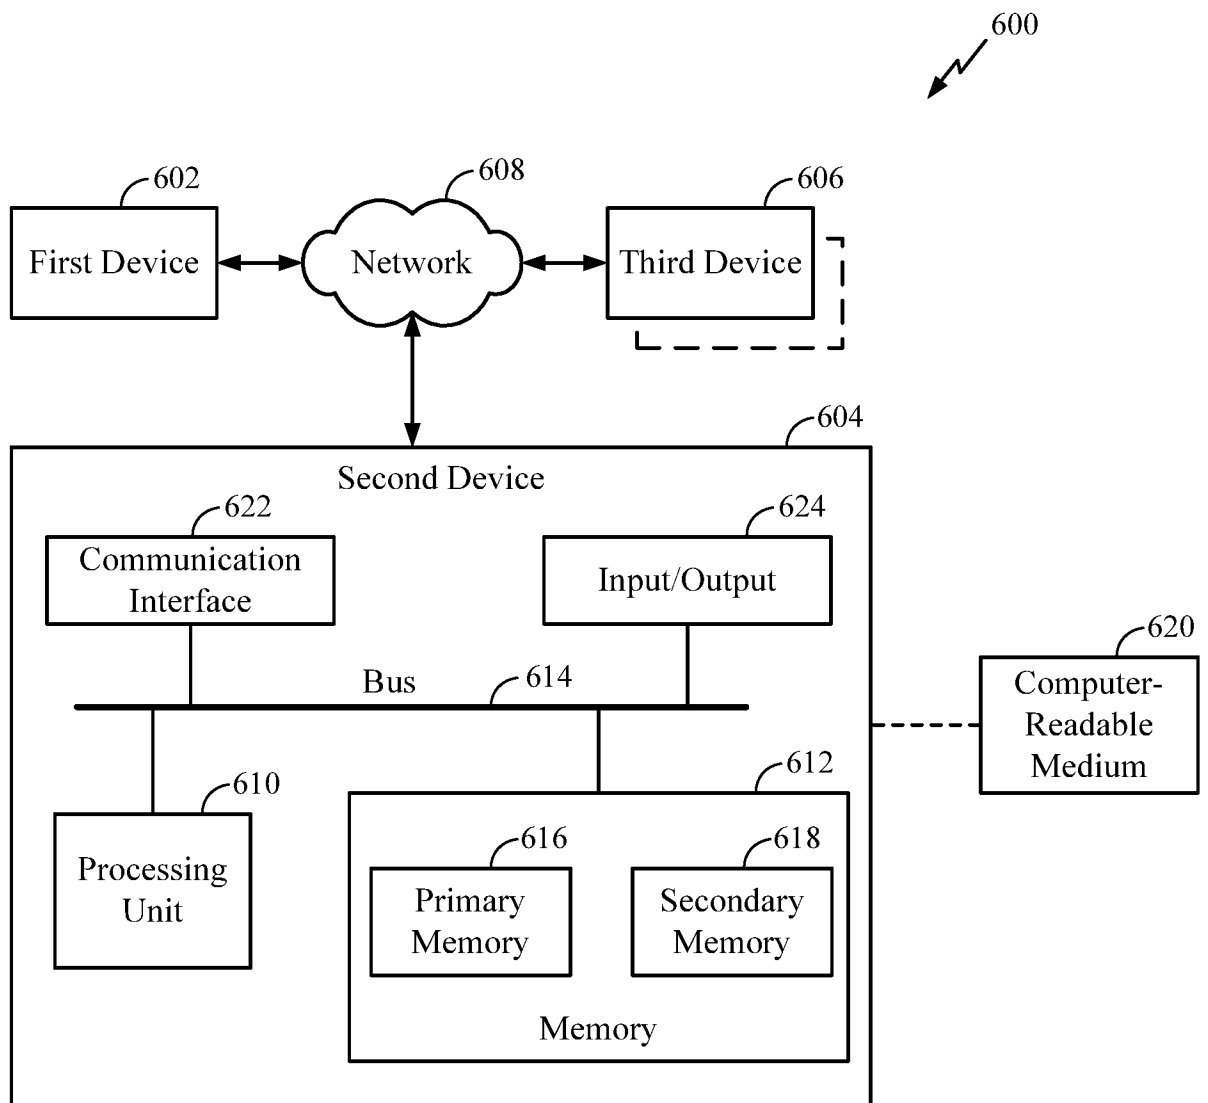 600
602
608
606
First Device
Network
Third Device
604
Second Device
622
624
Communication
Interface
Input/Output
620
Computer-
Readable
Medium
Bus
614
610
612
Processing
Unit
616
618
Primary
Memory
Secondary
Memory
Memory